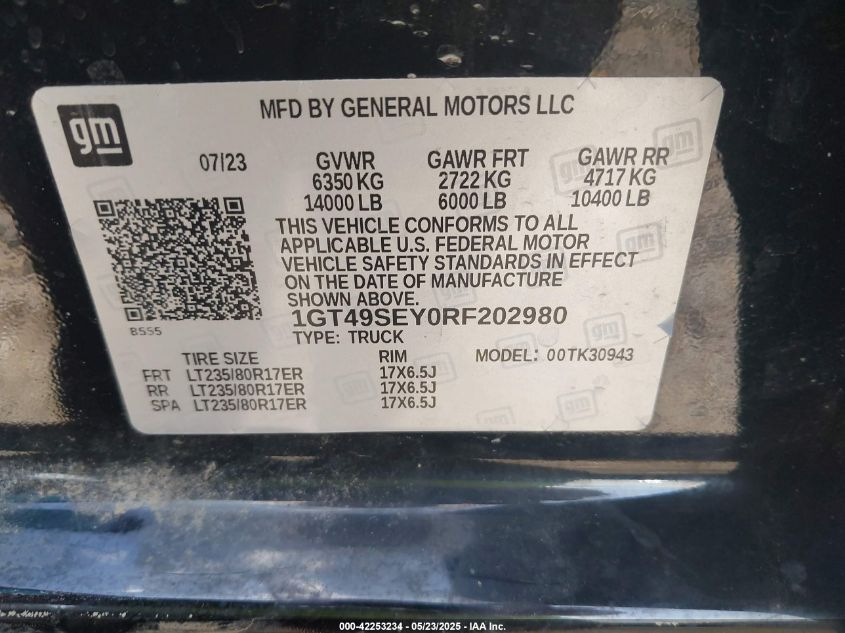 gm
MFD BY GENERAL MOTORS LLC
07/23 GVWR GAWR FRT GAWR RR
6350 KG 2722 KG 4717 KG
14000 LB 6000 LB 10400 LB
THIS VEHICLE CONFORMS TO ALL
APPLICABLE U.S. FEDERAL MOTOR
VEHICLE SAFETY STANDARDS IN EFFECT
ON THE DATE OF MANUFACTURE
SHOWN ABOVE.
1GT49SEY0RF202980
BSS5
TYPE: TRUCK
TIRE SIZE RIM MODEL: 00TK30943
FRT LT235/80R17ER 17X6.5J
RR LT235/80R17ER 17X6.5J
SPA LT235/80R17ER 17X6.5J
000-42253234 - 05/23/2025 - IAA Inc.